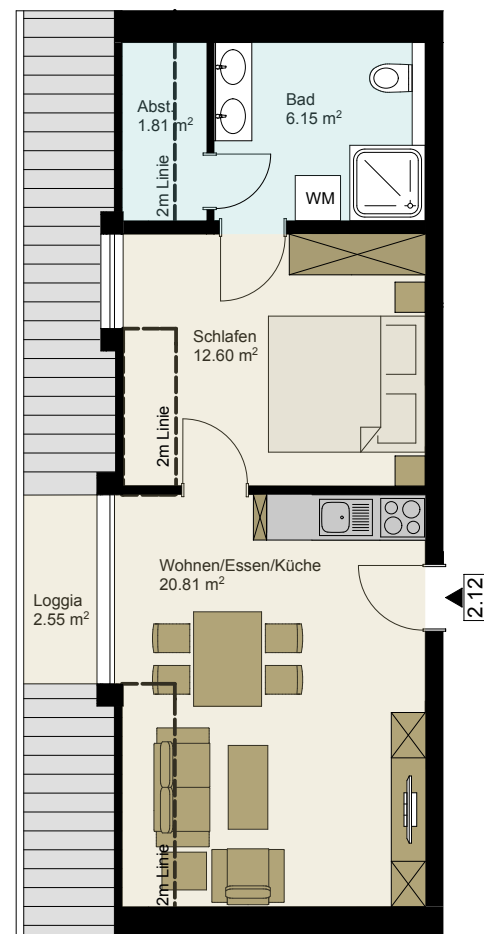 Abst.
1.81 m²
Bad
6.15 m²
2m Linie
WM
Schlafen
12.60 m²
2m Linie
Wohnen/Essen/Küche
20.81 m²
Loggia
2.55 m²
2.12
2m Linie